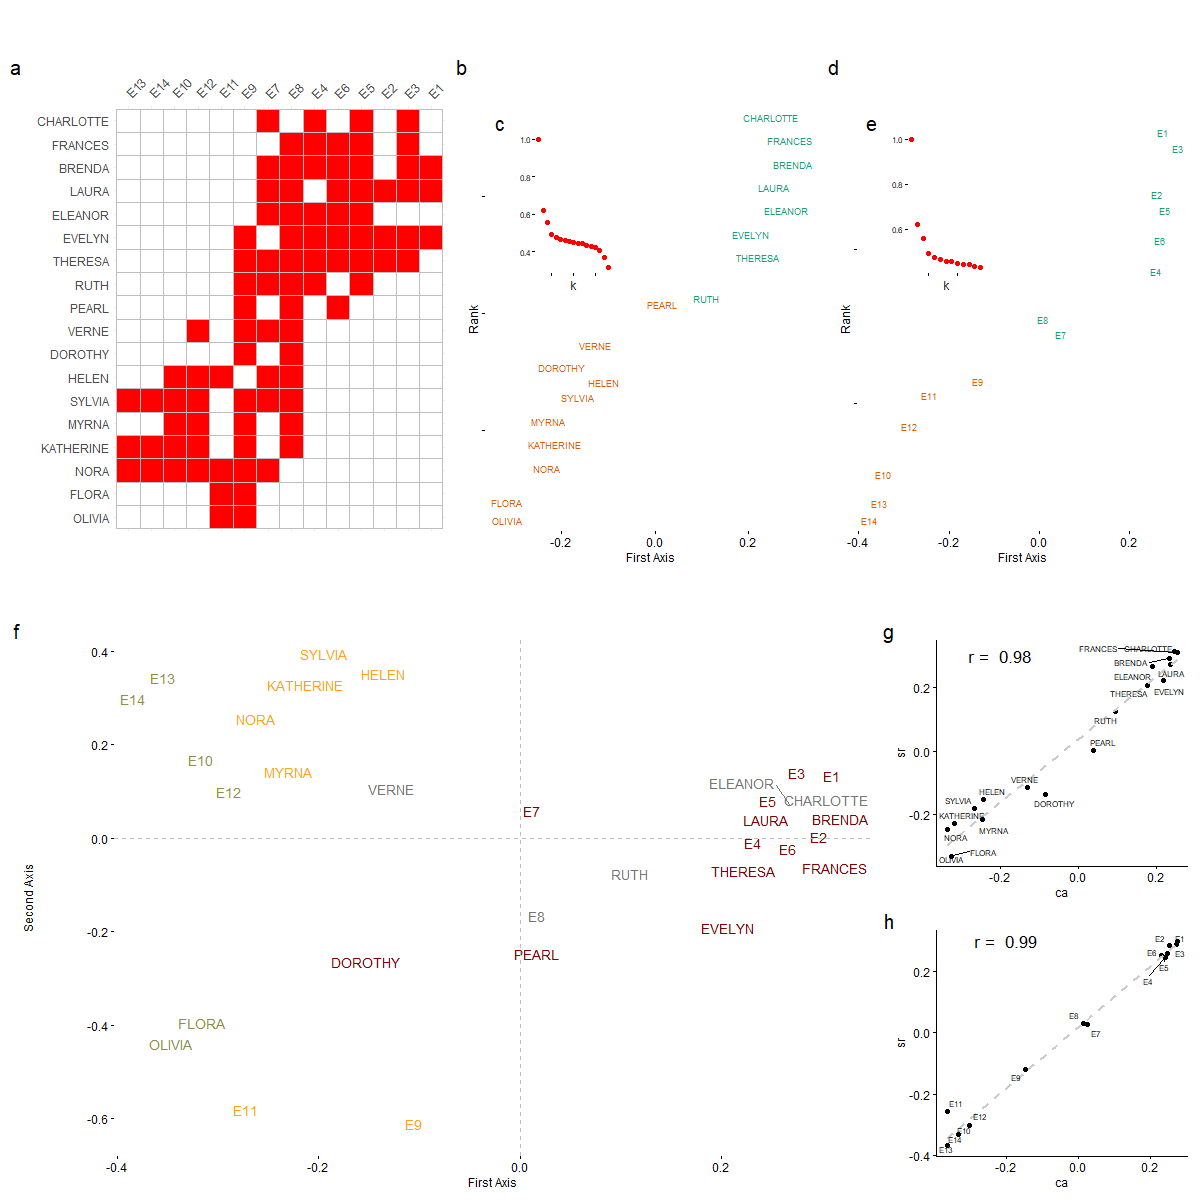 a
E13 E14 E10 E12 E11 E9 E7 E8 E4 E6 E5 E2 E3 E1
CHARLOTTE
FRANCES
BRENDA
LAURA
ELEANOR
EVELYN
THERESA
RUTH
PEARL
VERNE
DOROTHY
HELEN
SYLVIA
MYRNA
KATHERINE
NORA
FLORA
OLIVIA
b
CHARLOTTE
FRANCES
BRENDA
LAURA
ELEANOR
EVELYN
THERESA
RUTH
PEARL
VERNE
DOROTHY
HELEN
SYLVIA
MYRNA
KATHERINE
NORA
FLORA
OLIVIA
Rank
-0.2 0.0 0.2
First Axis
c
1.0
0.8
0.6
0.4
k
d
E1
E3
E2
E5
E6
E4
E8
E7
E9
E11
E12
E10
E13
E14
Rank
-0.4 -0.2 0.0 0.2
First Axis
e
1.0
0.8
0.6
k
f
0.4
0.2
0.0
-0.2
-0.4
-0.6
Second Axis
SYLVIA
HELEN
E13
KATHERINE
E14
NORA
E10
MYRNA
E3 E1
ELEANOR
VERNE
E12
E5 CHARLOTTE
E7
LAURA BRENDA
E2
E4
E6
FRANCES
THERESA
RUTH
E8
EVELYN
PEARL
DOROTHY
FLORA
OLIVIA
E11
E9
-0.4 -0.2 0.0 0.2
First Axis
g
r = 0.98
FRANCES CHARLOTTE
BRENDA
LAURA
ELEANOR
THERESA EVELYN
RUTH
PEARL
VERNE
HELEN
DOROTHY
SYLVIA
KATHERINE
MYRNA
NORA
FLORA
OLIVIA
0.2
0.0
-0.2
sr
-0.2 0.0 0.2
ca
h
r = 0.99
E2 E1
E6 E3
E5
E4
E8
E7
E9
E11
E12
E10
E14
E13
0.2
0.0
-0.2
-0.4
sr
-0.2 0.0 0.2
ca